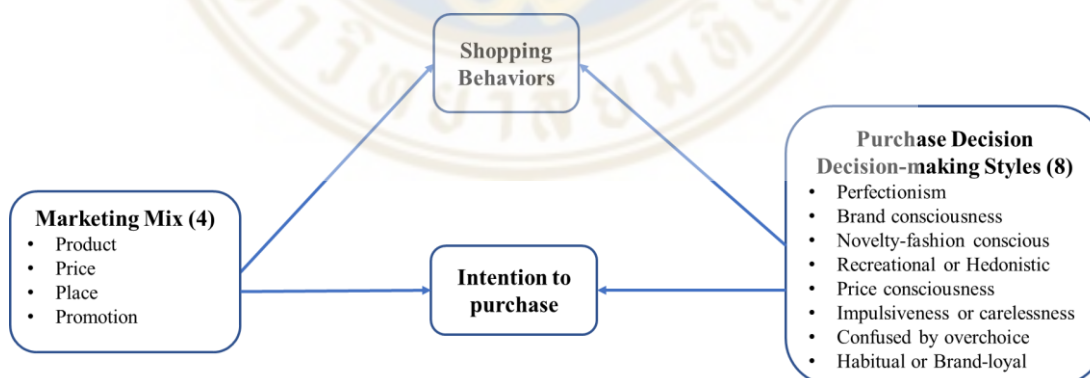 Shopping
Behaviors
Purchase Decision
Decision-making Styles (8)
• Perfectionism
• Brand consciousness
• Novelty-fashion conscious
• Recreational or Hedonistic
• Price consciousness
• Impulsiveness or carelessness
• Confused by overchoice
• Habitual or Brand-loyal
Marketing Mix (4)
• Product
• Price
• Place
• Promotion
Intention to
purchase